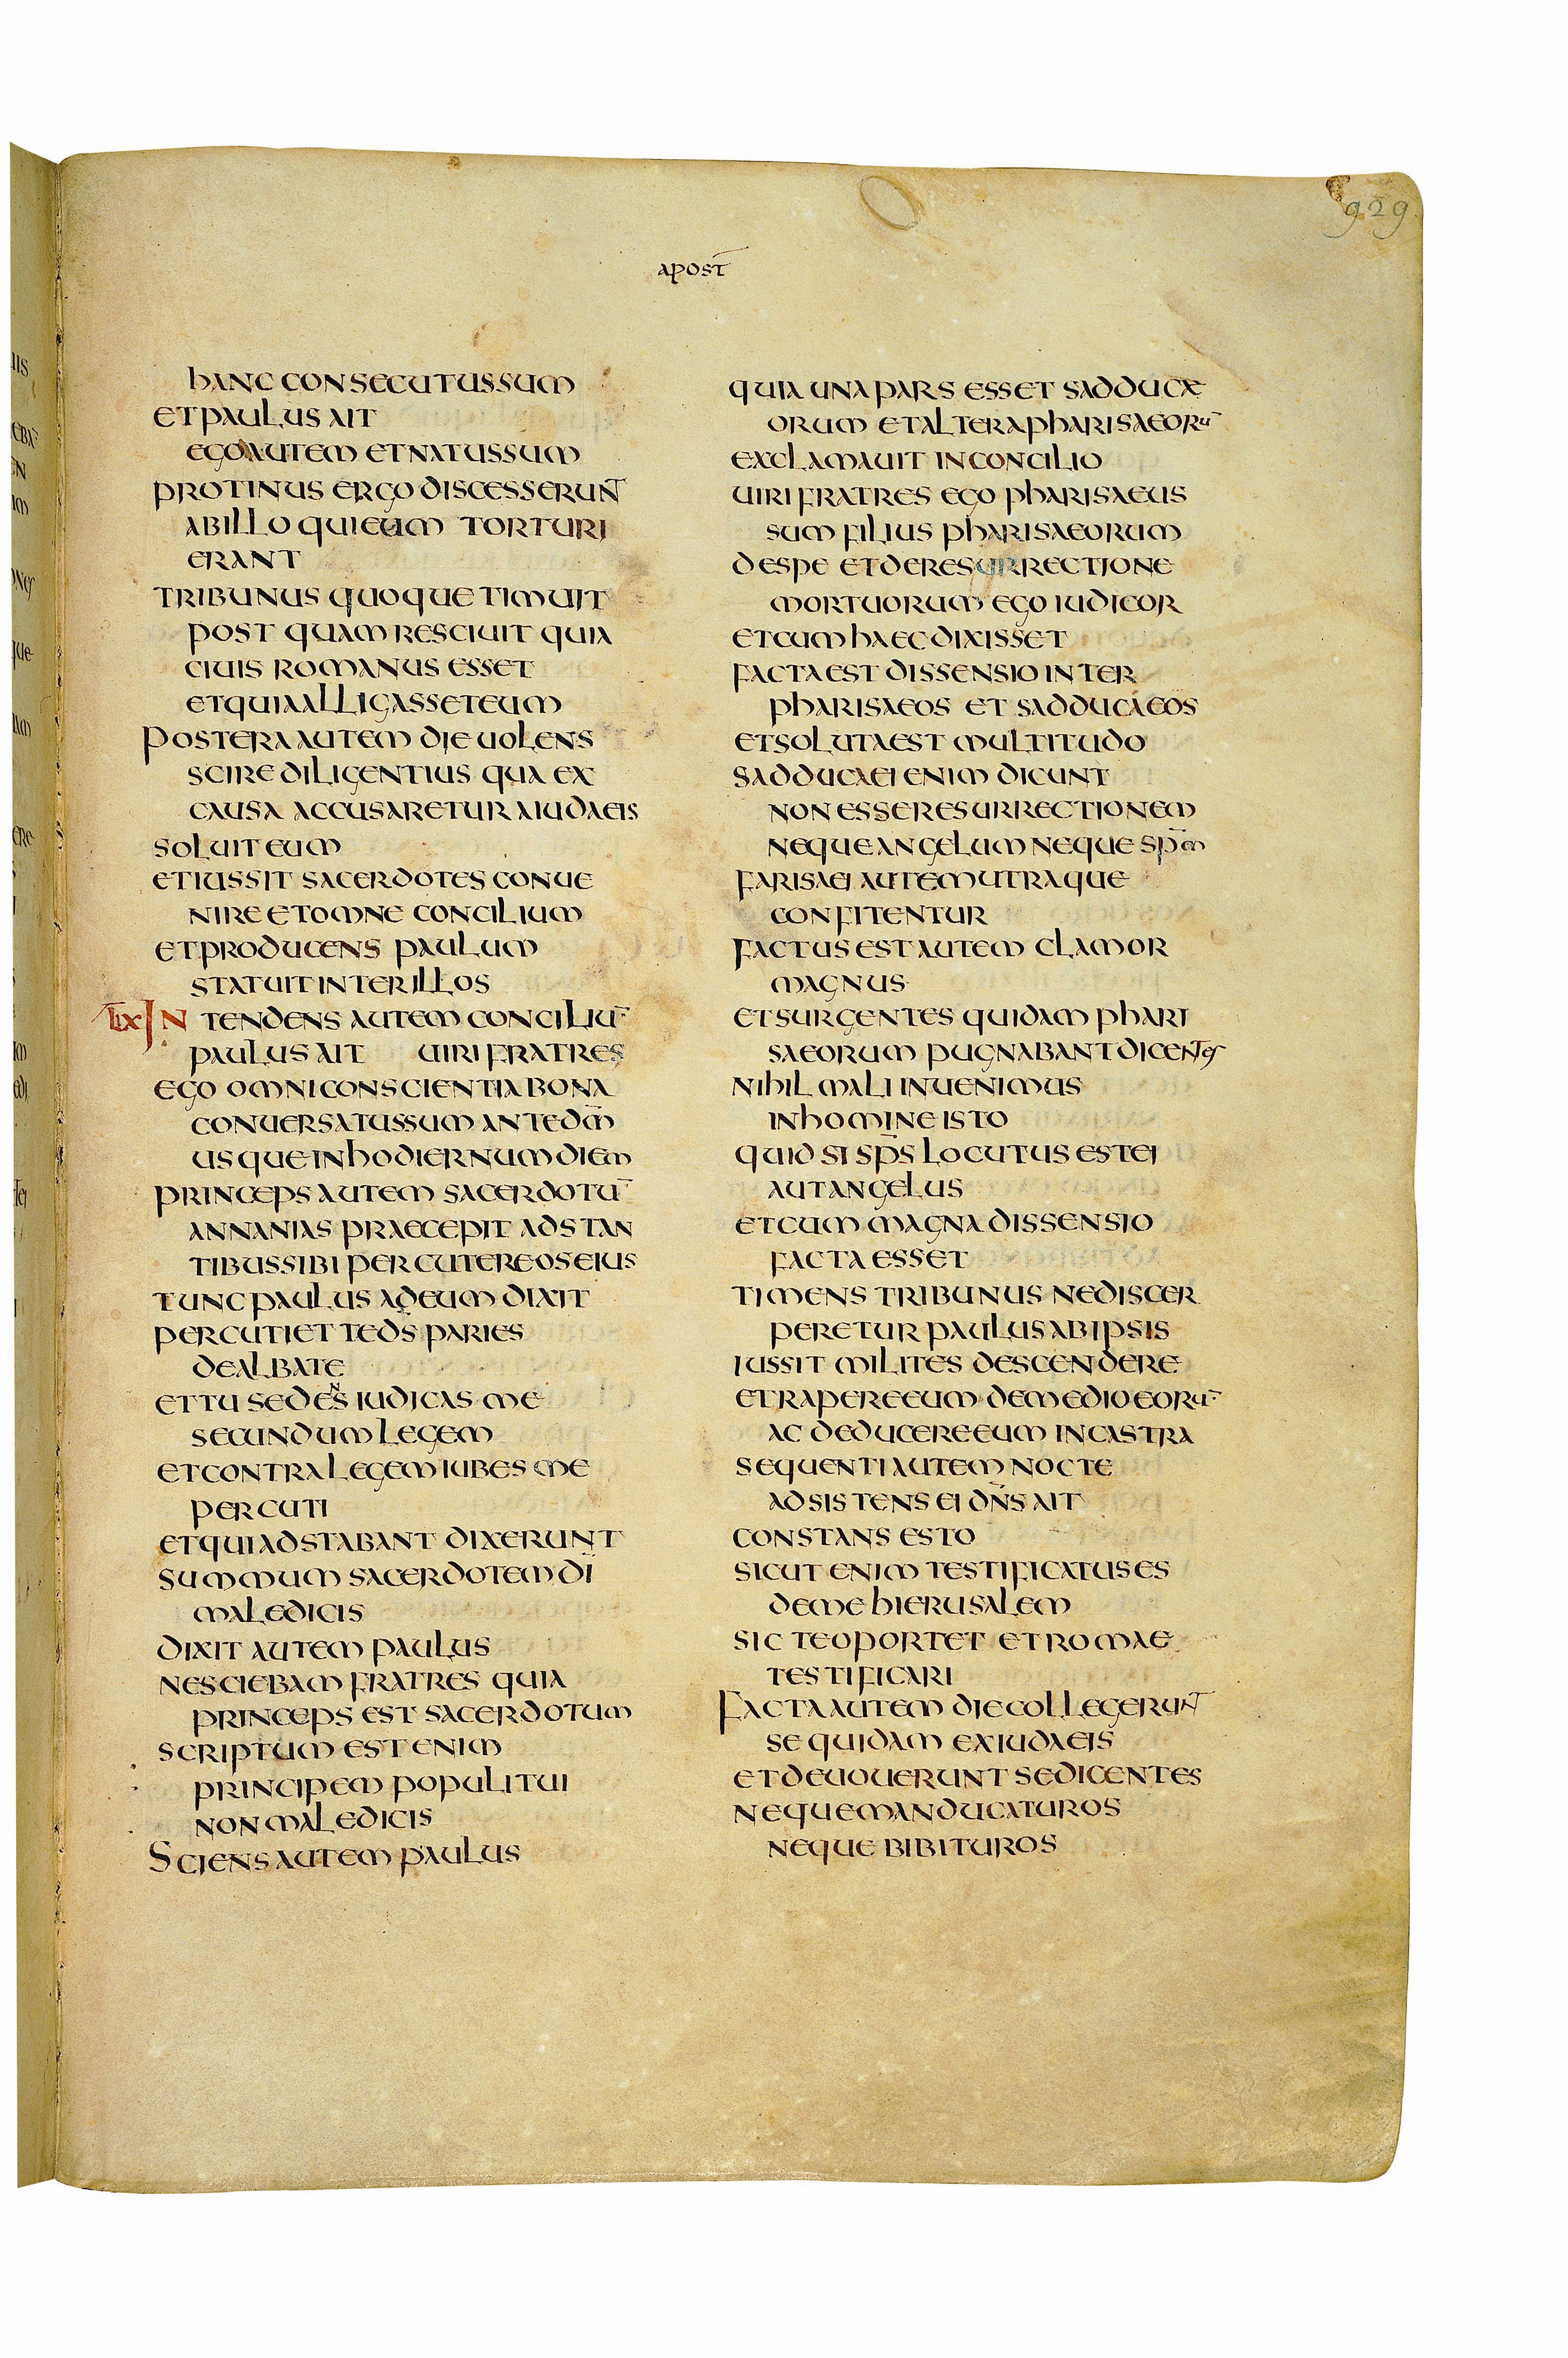 929
apost̄
hanc consecutus sum
et paulus ait
ego autem et natus sum
protinus ergo discesserun̄t
ab illo qui eum torturi
erant
tribunus quoque timuit
post quam resciuit quia
ciuis romanus esset
et quia alligasset eum
Postera autem die uolens
scire diligentius qua ex
causa accusaretur a iudaeis
soluit eum
et iussit sacerdotes conue
nire et omne concilium
et producens paulum
statuit inter illos
LIX IN tendens autem conciliū
paulus ait uiri fratres
ego omni conscientia bona
conuersatus sum ante dm̄
usque in hodiernum diem
princeps autem sacerdotū
annanias praecepit adstan
tibus sibi percutere os eius
tunc paulus ad eum dixit
percutiet te ds̄ paries
dealbate
et tu sedens iudicas me
secundum legem
et contra legem iubes me
percuti
et qui adstabant dixerunt
summum sacerdotem dī
maledicis
dixit autem paulus
nesciebam fratres quia
princeps est sacerdotum
scriptum est enim
principem populi tui
non maledicis
Sciens autem paulus
quia una pars esset sadducae
orum et altera pharisaeorū
exclamauit in concilio
uiri fratres ego pharisaeus
sum filius pharisaeorum
de spe et de resurrectione
mortuorum ego iudicor
et cum haec dixisset
facta est dissensio inter
pharisaeos et sadducaeos
et soluta est multitudo
sadducaei enim dicunt
non esse resurrectionem
neque angelum neque spm̄
farisaei autem utraque
confitentur
factus est autem clamor
magnus
et surgentes quidam phari
saeorum pugnabant dicentes
nihil mali inuenimus
in homine isto
quid si sps̄ locutus est ei
aut angelus
et cum magna dissensio
facta esset
timens tribunus ne discer
peretur paulus ab ipsis
iussit milites descendere
et rapere eum de medio eorū
ac deducere eum in castra
sequenti autem nocte
adsistens ei dn̄s ait
constans esto
sicut enim testificatus es
de me hierusalem
sic te oportet et romae
testificari
Facta autem die collegerun̄t
se quidam ex iudaeis
et deuouerunt se dicentes
neque manducaturos
neque bibituros